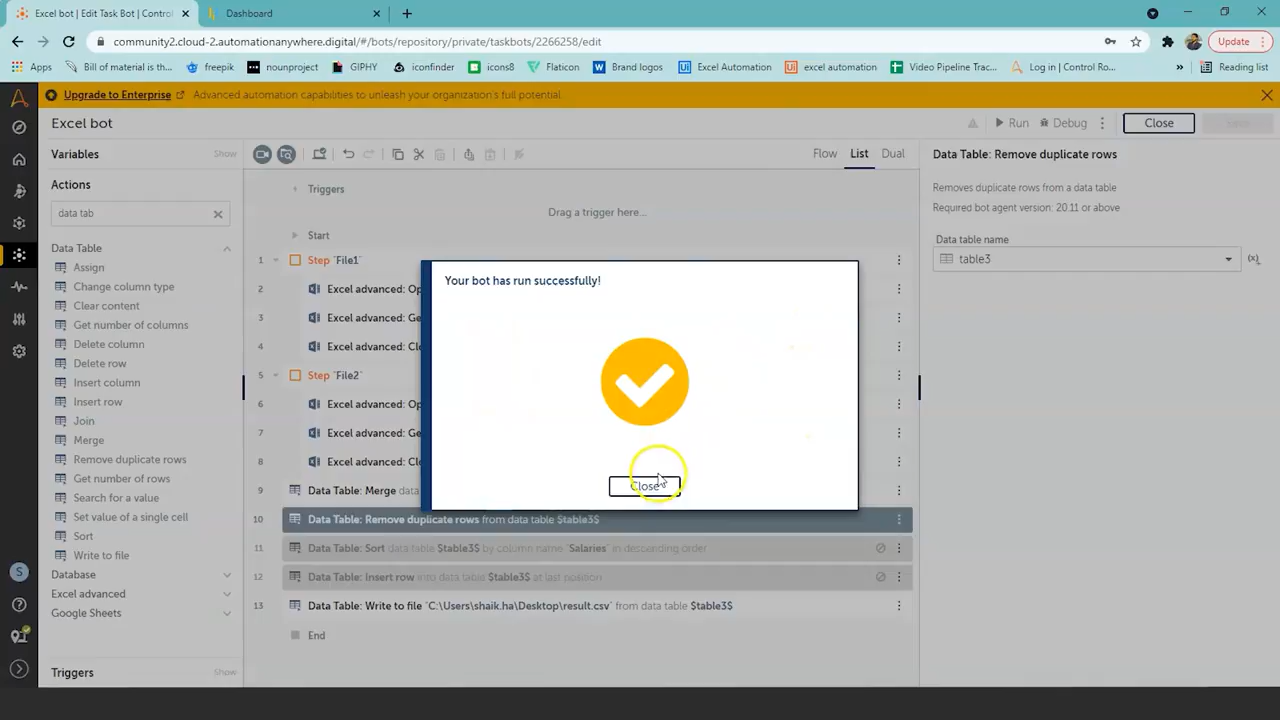 Excel bot | Edit Task Bot | Control
Dashboard
community2.cloud-2.automationanywhere.digital/#/bots/repository/private/taskbots/2266258/edit
Update
Apps
Bill of material is th...
freepik
nounproject
GIPHY
iconfinder
icons8
Flaticon
Brand logos
Excel Automation
excel automation
Video Pipeline Trac...
Log in | Control Ro...
»
Reading list
Upgrade to Enterprise
Advanced automation capabilities to unleash your organization's full potential.
Excel bot
Run
Debug
Close
Variables
Show
Flow
List
Dual
Data Table: Remove duplicate rows
Actions
Triggers
Removes duplicate rows from a data table
Required bot agent version: 20.11 or above
data tab
Drag a trigger here...
Start
Data table name
table3
(x)
Data Table
Assign
Change column type
Clear content
Get number of columns
Delete column
Delete row
Insert column
Insert row
Join
Merge
Remove duplicate rows
Get number of rows
Search for a value
Set value of a single cell
Sort
Write to file
Database
Excel advanced
Google Sheets
Triggers
Show
1 Step "File1"
2 Excel advanced: Op
3 Excel advanced: Ge
4 Excel advanced: Clo
5 Step "File2"
6 Excel advanced: Op
7 Excel advanced: Ge
8 Excel advanced: Clo
9 Data Table: Merge dat
10 Data Table: Remove duplicate rows from data table $table3$
11 Data Table: Sort data table $table3$ by column name "Salaries" in descending order
12 Data Table: Insert row into data table $table3$ at last position
13 Data Table: Write to file "C:\Users\shaik.ha\Desktop\result.csv" from data table $table3$
End
Your bot has run successfully!
Close
S